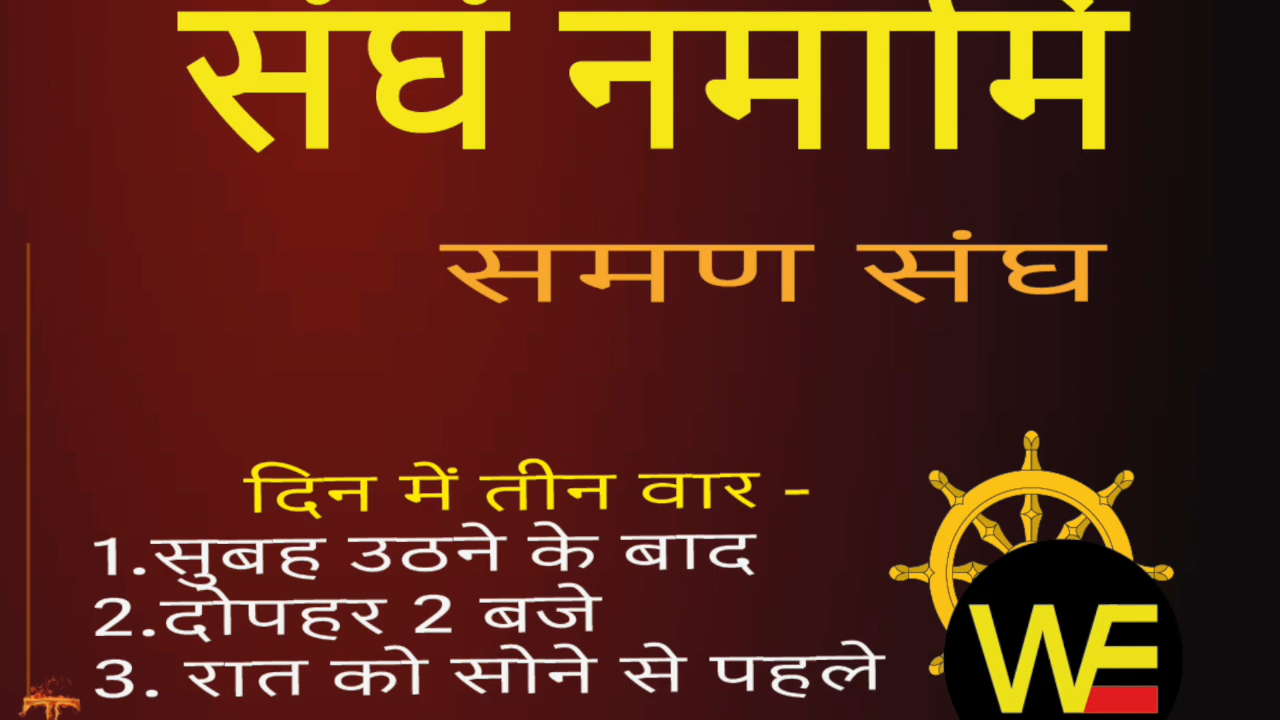 संघं नमामि
समण संघ
दिन में तीन वार -
1.सुबह उठने के बाद
2.दोपहर 2 बजे
3. रात को सोने से पहले
WE